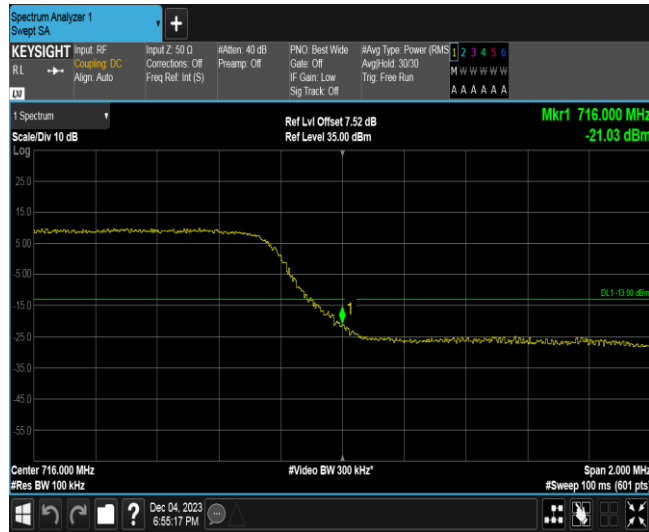 Spectrum Analyzer 1
Swept SA
+
KEYSIGHT
RL
LXI
Input: RF
Coupling: DC
Align: Auto
Input Z: 50 Ω
Corrections: Off
Freq Ref: Int (S)
#Atten: 40 dB
Preamp: Off
PNO: Best Wide
Gate: Off
IF Gain: Low
Sig Track: Off
#Avg Type: Power (RMS
Avg|Hold: 30/30
Trig: Free Run
1 2 3 4 5 6
M W W W W W
A A A A A A
1 Spectrum
Scale/Div 10 dB
Log
Ref Lvl Offset 7.52 dB
Ref Level 35.00 dBm
Mkr1 716.000 MHz
-21.03 dBm
25.0
15.0
5.00
-5.00
-15.0
-25.0
-35.0
-45.0
-55.0
DL1 -13.00 dBm
1
Center 716.000 MHz
#Res BW 100 kHz
#Video BW 300 kHz*
Span 2.000 MHz
#Sweep 100 ms (601 pts)
?
Dec 04, 2023
6:55:17 PM